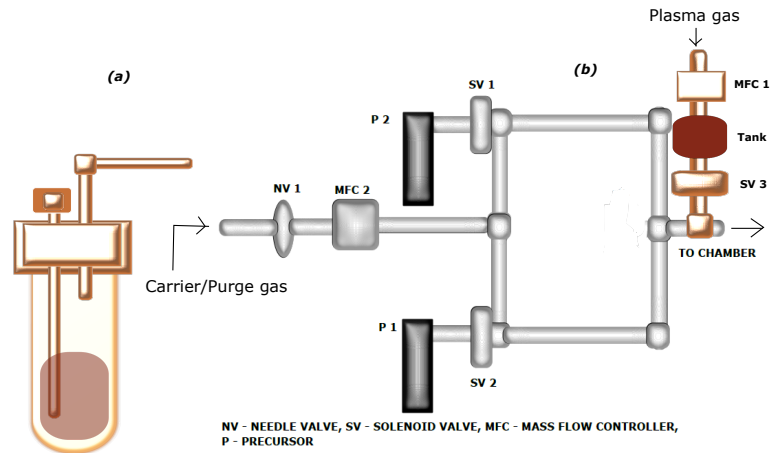 Plasma gas
(a)
(b)
SV 1
MFC 1
P 2
Tank
NV 1
MFC 2
SV 3
TO CHAMBER
Carrier/Purge gas
P 1
SV 2
NV - NEEDLE VALVE, SV - SOLENOID VALVE, MFC - MASS FLOW CONTROLLER,
P - PRECURSOR